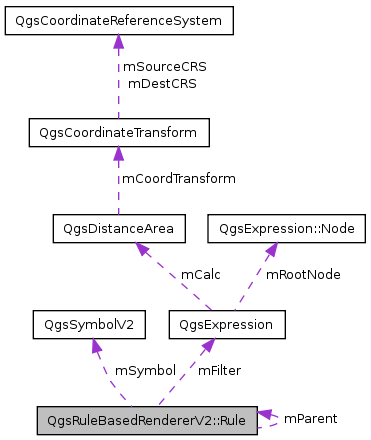 QgsCoordinateReferenceSystem
mSourceCRS
mDestCRS
QgsCoordinateTransform
mCoordTransform
QgsDistanceArea
QgsExpression::Node
mCalc
mRootNode
QgsSymbolV2
QgsExpression
mSymbol
mFilter
QgsRuleBasedRendererV2::Rule
mParent